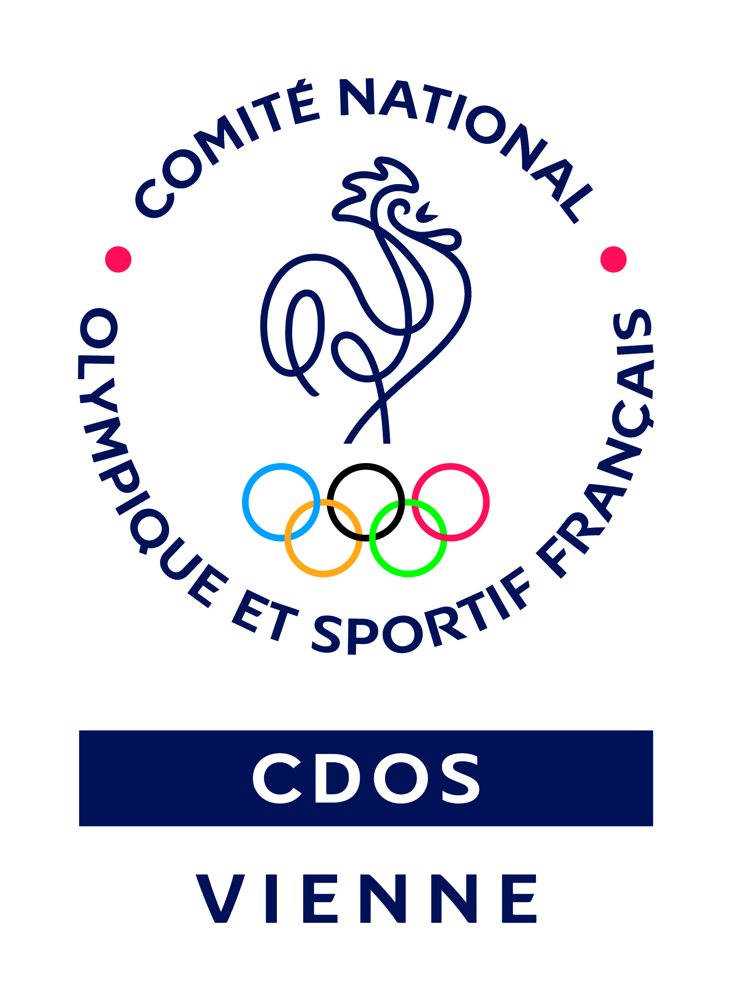 COMITÉ NATIONAL
OLYMPIQUE ET SPORTIF FRANÇAIS
CDOS
VIENNE